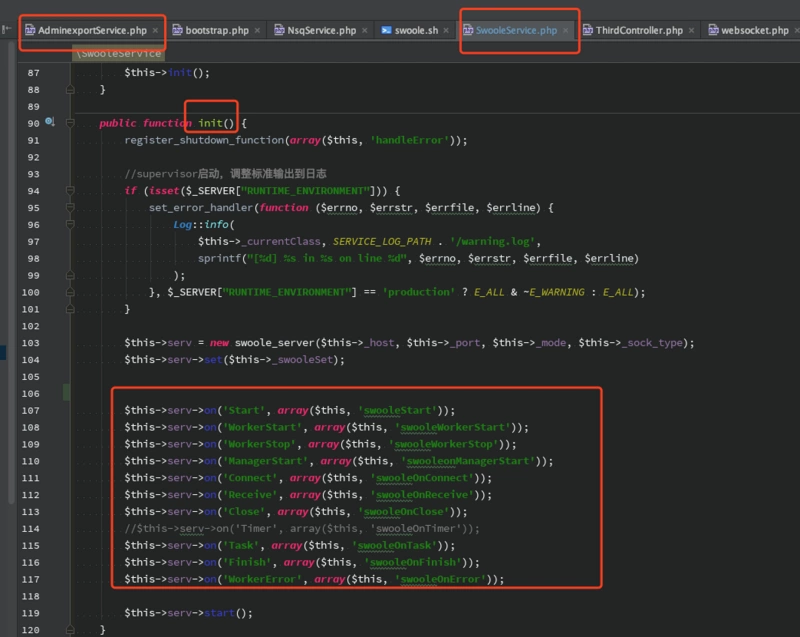 AdminexportService.php × bootstrap.php × NsqService.php × swoole.sh × SwooleService.php × ThirdController.php × websocket.php ×
\SwooleService
87 $this->init();
88 }
89
90 public function init() {
91 register_shutdown_function(array($this, 'handleError'));
92
93 //supervisor启动，调整标准输出到日志
94 if (isset($_SERVER["RUNTIME_ENVIRONMENT"])) {
95 set_error_handler(function ($errno, $errstr, $errfile, $errline) {
96 Log::info(
97 $this->_currentClass, SERVICE_LOG_PATH . '/warning.log',
98 sprintf("[%d] %s in %s on line %d", $errno, $errstr, $errfile, $errline)
99 );
100 }, $_SERVER["RUNTIME_ENVIRONMENT"] == 'production' ? E_ALL & ~E_WARNING : E_ALL);
101 }
102
103 $this->serv = new swoole_server($this->_host, $this->_port, $this->_mode, $this->_sock_type);
104 $this->serv->set($this->_swooleSet);
105
106
107 $this->serv->on('Start', array($this, 'swooleStart'));
108 $this->serv->on('WorkerStart', array($this, 'swooleWorkerStart'));
109 $this->serv->on('WorkerStop', array($this, 'swooleWorkerStop'));
110 $this->serv->on('ManagerStart', array($this, 'swooleonManagerStart'));
111 $this->serv->on('Connect', array($this, 'swooleOnConnect'));
112 $this->serv->on('Receive', array($this, 'swooleOnReceive'));
113 $this->serv->on('Close', array($this, 'swooleOnClose'));
114 //$this->serv->on('Timer', array($this, 'swooleOnTimer'));
115 $this->serv->on('Task', array($this, 'swooleOnTask'));
116 $this->serv->on('Finish', array($this, 'swooleOnFinish'));
117 $this->serv->on('WorkerError', array($this, 'swooleOnError'));
118
119 $this->serv->start();
120 }